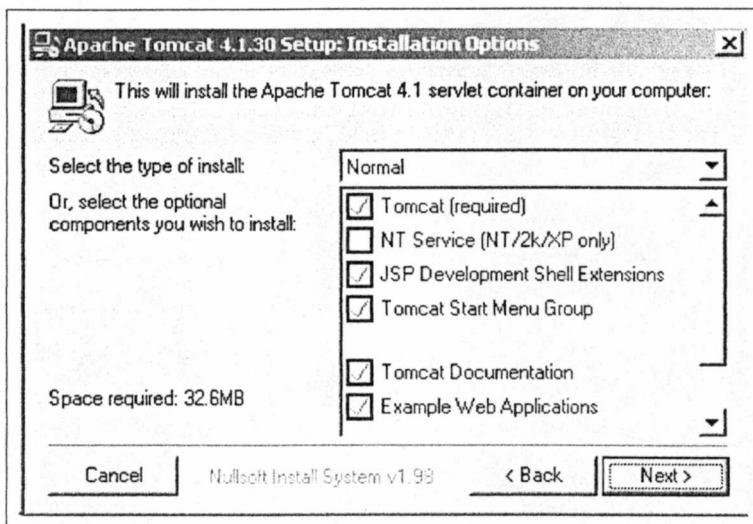 Apache Tomcat 4.1.30 Setup: Installation Options
This will install the Apache Tomcat 4.1 servlet container on your computer:
Select the type of install:
Normal
Or, select the optional
components you wish to install:
Tomcat (required)
NT Service (NT/2k/XP only)
JSP Development Shell Extensions
Tomcat Start Menu Group
Tomcat Documentation
Example Web Applications
Space required: 32.6MB
Cancel
Nullsoft Install System v1.98
< Back
Next >